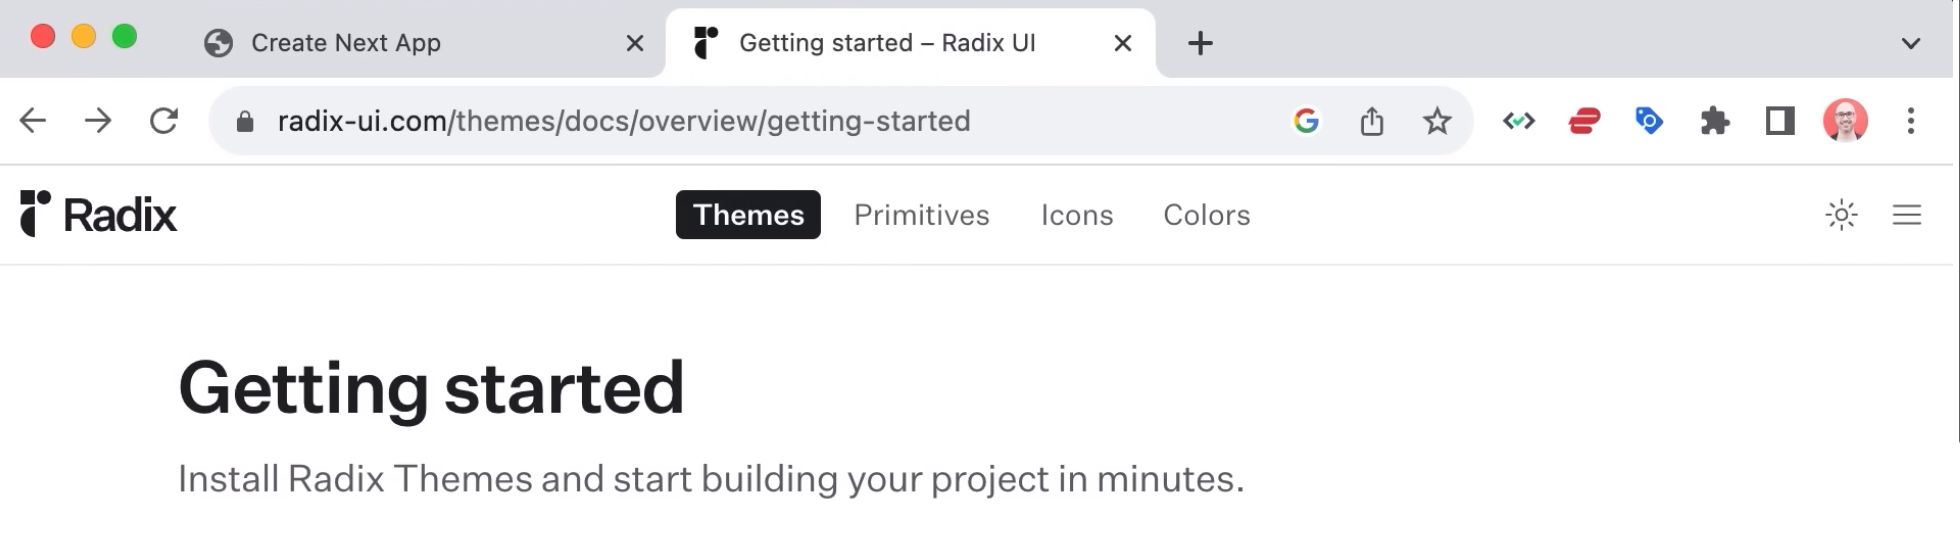 Create Next App
Getting started – Radix UI
radix-ui.com/themes/docs/overview/getting-started
Radix
Themes Primitives Icons Colors
Getting started
Install Radix Themes and start building your project in minutes.